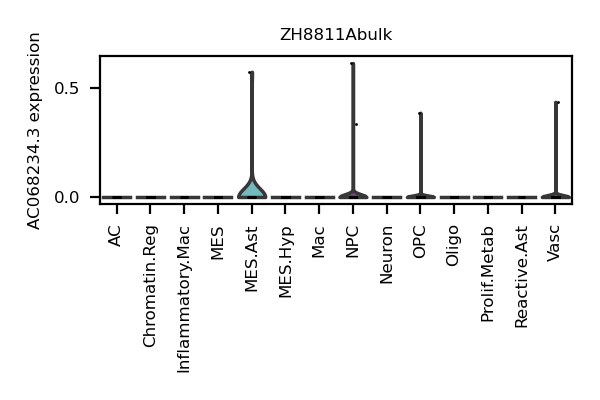 ZH8811Abulk
AC068234.3 expression
0.5
0.0
AC
Chromatin.Reg
Inflammatory.Mac
MES
MES.Ast
MES.Hyp
Mac
NPC
Neuron
OPC
Oligo
Prolif.Metab
Reactive.Ast
Vasc